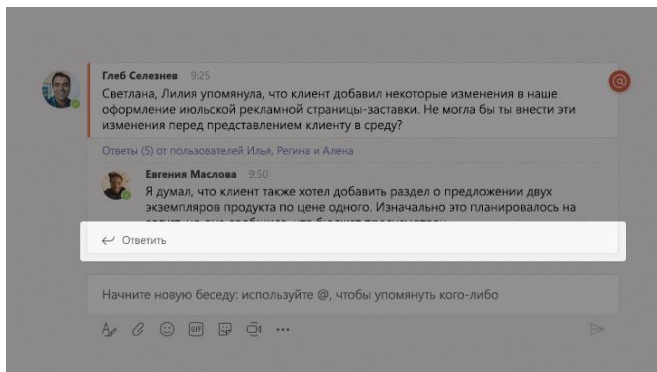 Глеб Селезнев 9:25
Светлана, Лилия упомянула, что клиент добавил некоторые изменения в наше
оформление июльской рекламной страницы-заставки. Не могла бы ты внести эти
изменения перед представлением клиенту в среду?
Ответы (5) от пользователей Илья, Регина и Алена
Евгения Маслова 9:50
Я думал, что клиент также хотел добавить раздел о предложении двух
экземпляров продукта по цене одного. Изначально это планировалось на
Ответить
Начните новую беседу: используйте @, чтобы упомянуть кого-либо
GIF